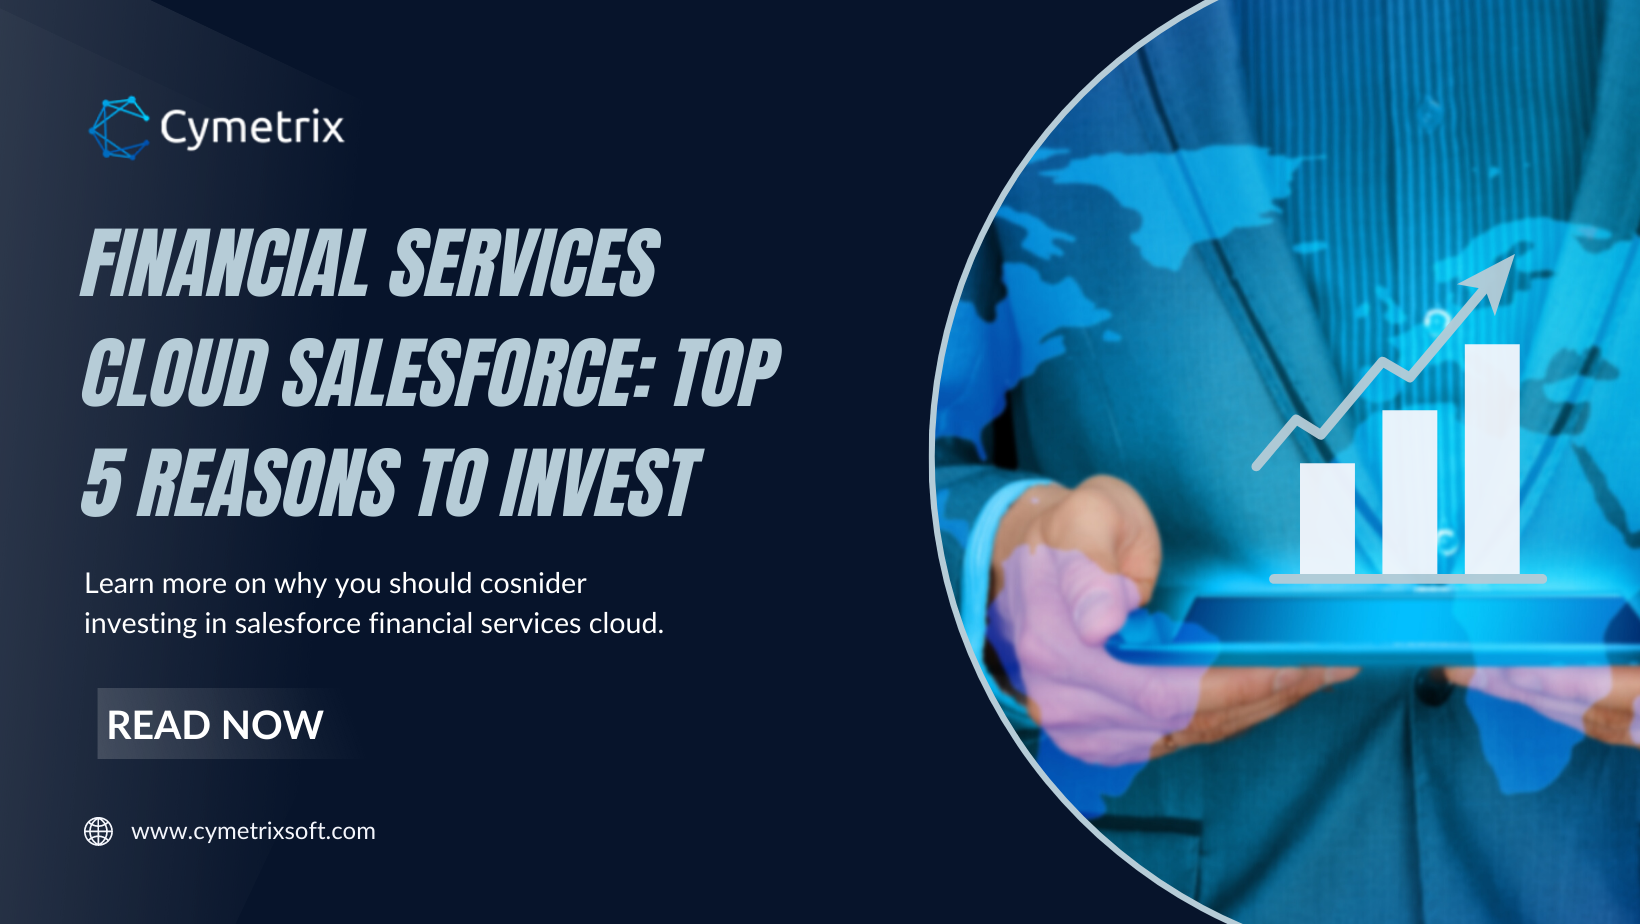 Cymetrix
FINANCIAL SERVICES
CLOUD SALESFORCE: TOP
5 REASONS TO INVEST
Learn more on why you should cosnider
investing in salesforce financial services cloud.
READ NOW
www.cymetrixsoft.com